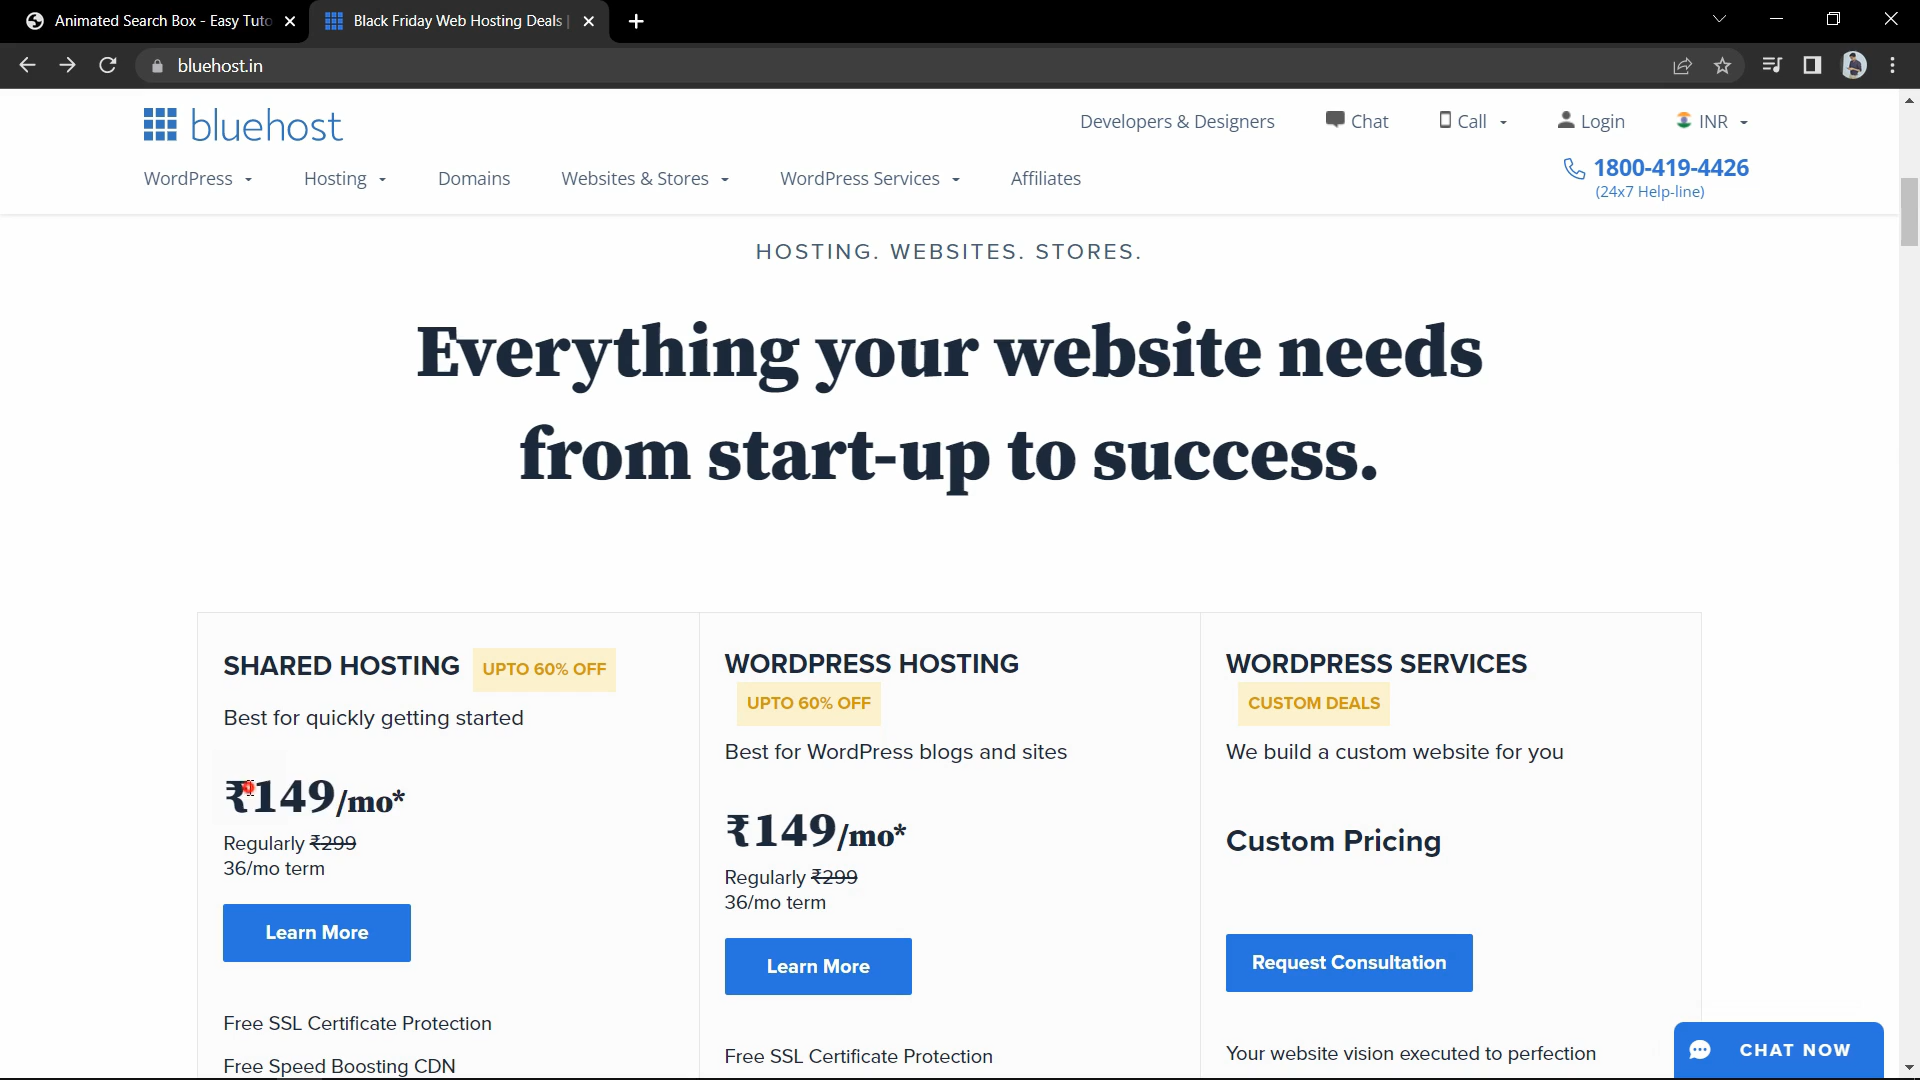 Animated Search Box - Easy Tuto
Black Friday Web Hosting Deals |
bluehost.in
bluehost
Developers & Designers
Chat
Call
Login
INR
WordPress
Hosting
Domains
Websites & Stores
WordPress Services
Affiliates
1800-419-4426
(24x7 Help-line)
HOSTING. WEBSITES. STORES.
Everything your website needs
from start-up to success.
SHARED HOSTING
UPTO 60% OFF
Best for quickly getting started
₹149/mo*
Regularly ₹299
36/mo term
Learn More
Free SSL Certificate Protection
Free Speed Boosting CDN
WORDPRESS HOSTING
UPTO 60% OFF
Best for WordPress blogs and sites
₹149/mo*
Regularly ₹299
36/mo term
Learn More
Free SSL Certificate Protection
WORDPRESS SERVICES
CUSTOM DEALS
We build a custom website for you
Custom Pricing
Request Consultation
Your website vision executed to perfection
CHAT NOW